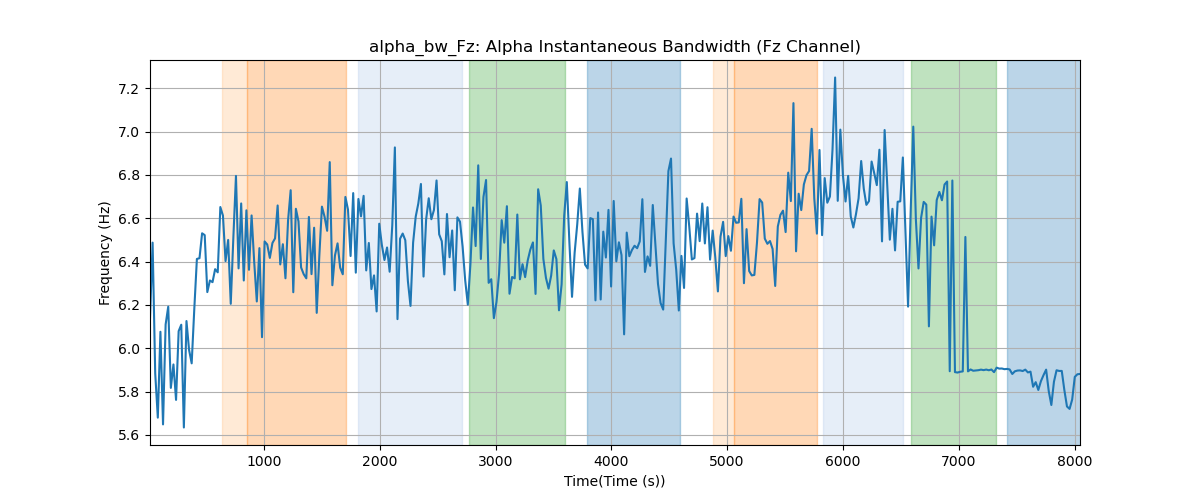 alpha_bw_Fz: Alpha Instantaneous Bandwidth (Fz Channel)
Frequency (Hz)
7.2
7.0
6.8
6.6
6.4
6.2
6.0
5.8
5.6
1000 2000 3000 4000 5000 6000 7000 8000
Time(Time (s))